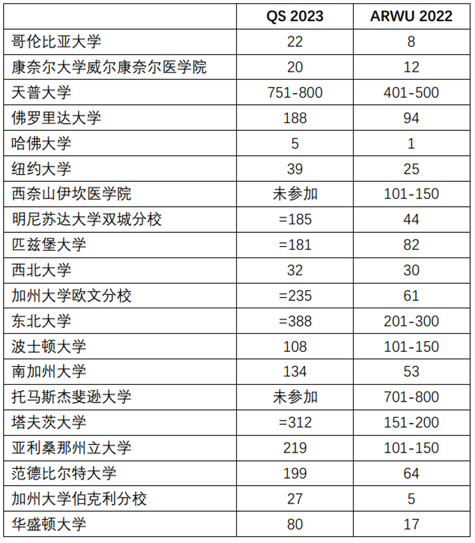 QS 2023 ARWU 2022
哥伦比亚大学 22 8
康奈尔大学威尔康奈尔医学院 20 12
天普大学 751-800 401-500
佛罗里达大学 188 94
哈佛大学 5 1
纽约大学 39 25
西奈山伊坎医学院 未参加 101-150
明尼苏达大学双城分校 =185 44
匹兹堡大学 =181 82
西北大学 32 30
加州大学欧文分校 =235 61
东北大学 =388 201-300
波士顿大学 108 101-150
南加州大学 134 53
托马斯杰斐逊大学 未参加 701-800
塔夫茨大学 =312 151-200
亚利桑那州立大学 219 101-150
范德比尔特大学 199 64
加州大学伯克利分校 27 5
华盛顿大学 80 17